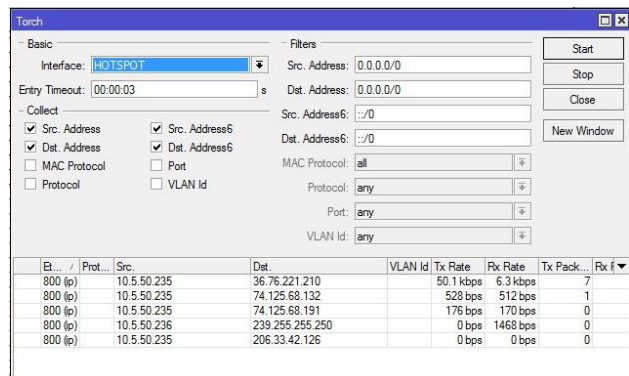 Torch
Basic
Interface: HOTSPOT
Entry Timeout: 00:00:03 s
Collect
Src. Address Src. Address6
Dst. Address Dst. Address6
MAC Protocol Port
Protocol VLAN Id
Filters
Src. Address: 0.0.0.0/0
Dst. Address: 0.0.0.0/0
Src. Address6: ::/0
Dst. Address6: ::/0
MAC Protocol: all
Protocol: any
Port: any
VLAN Id: any
Start
Stop
Close
New Window
Et... / Prot... Src. Dst. VLAN Id Tx Rate Rx Rate Tx Pack... Rx
800 (ip) 10.5.50.235 36.76.221.210 50.1 kbps 6.3 kbps 7
800 (ip) 10.5.50.235 74.125.68.132 528 bps 512 bps 1
800 (ip) 10.5.50.235 74.125.68.191 176 bps 170 bps 0
800 (ip) 10.5.50.236 239.255.255.250 0 bps 1468 bps 0
800 (ip) 10.5.50.235 206.33.42.126 0 bps 0 bps 0